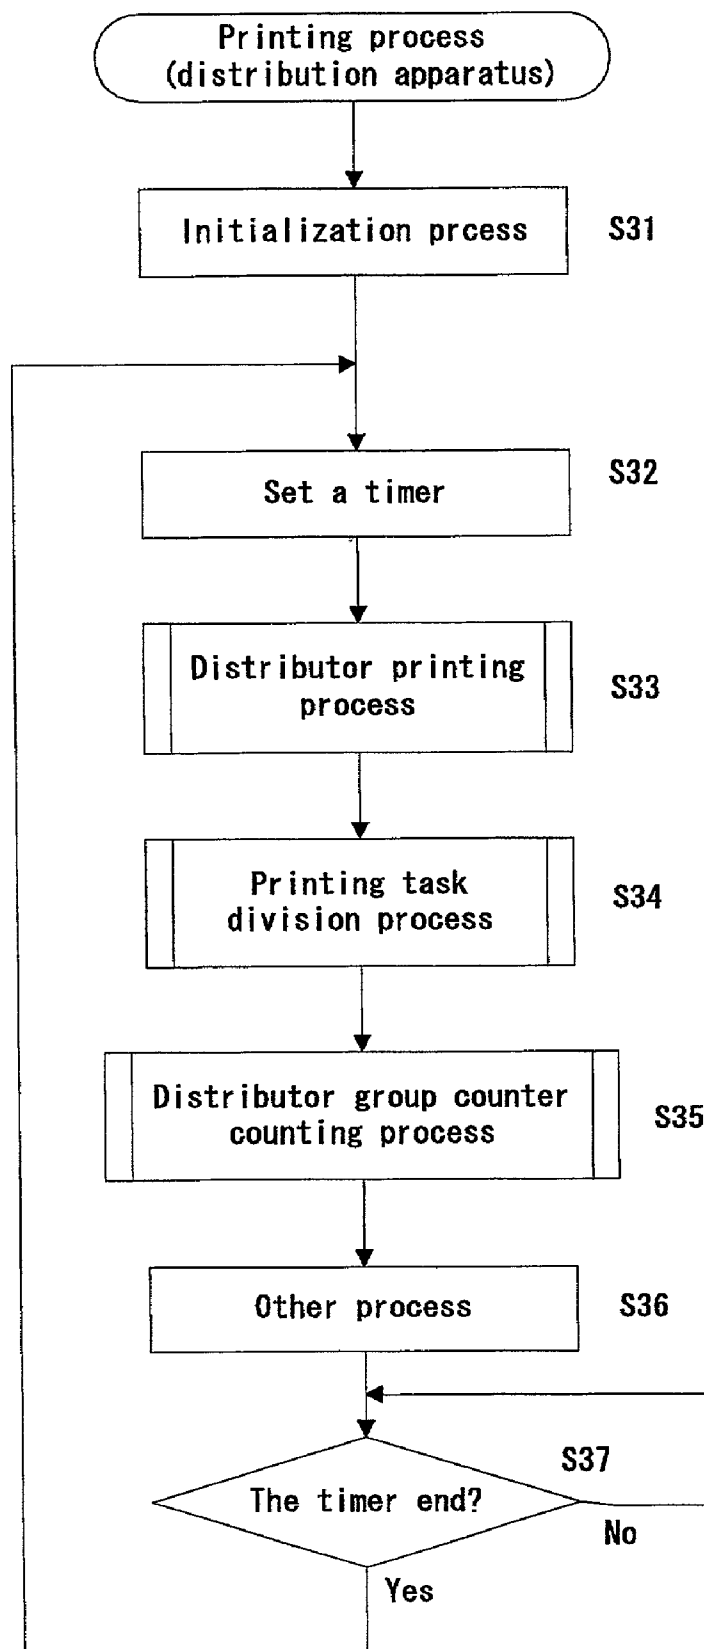 Printing process
(distribution apparatus)
Initialization prcess
S31
Set a timer
S32
Distributor printing
process
S33
Printing task
division process
S34
Distributor group counter
counting process
S35
Other process
S36
S37
The timer end?
No
Yes